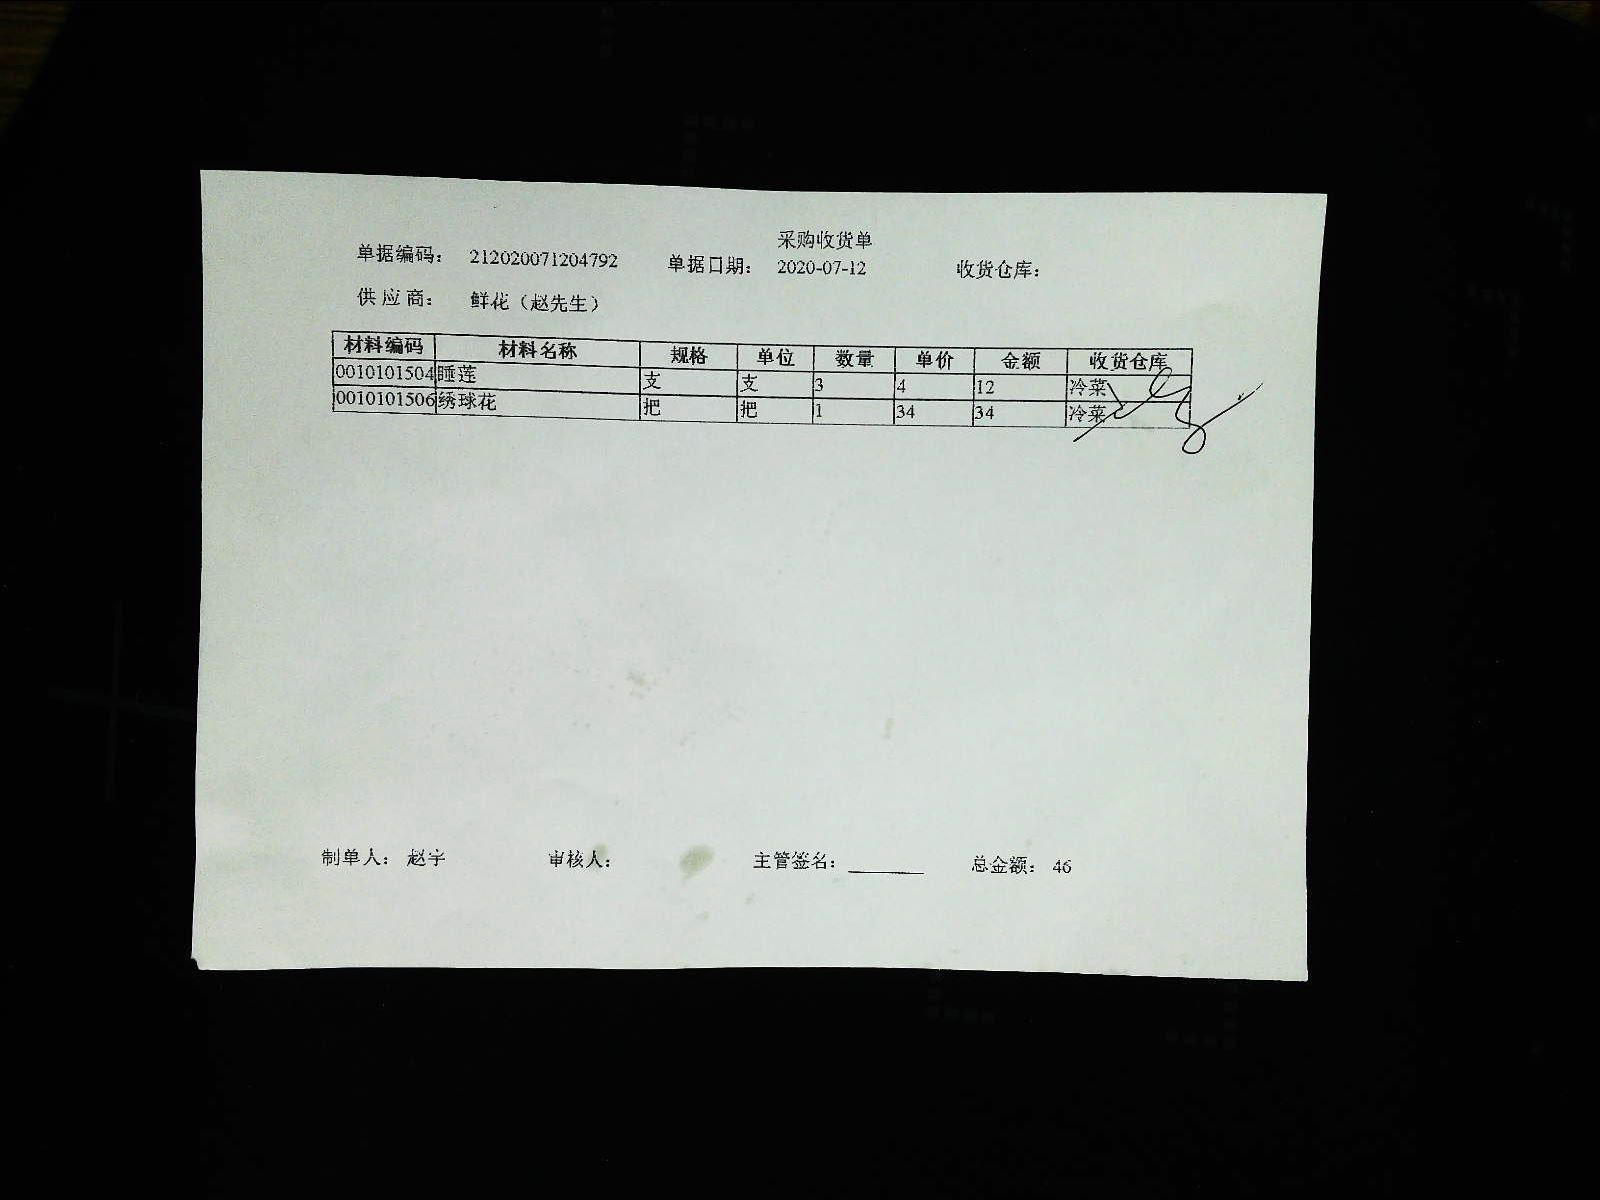 采购收货单
单据编码： 212020071204792 单据日期： 2020-07-12 收货仓库：
供 应 商： 鲜花（赵先生）
材料编码 材料名称 规格 单位 数量 单价 金额 收货仓库
0010101504 睡莲 支 支 3 4 12 冷菜
0010101506 绣球花 把 把 1 34 34 冷菜
制单人： 赵宇 审核人： 主管签名：______ 总金额： 46